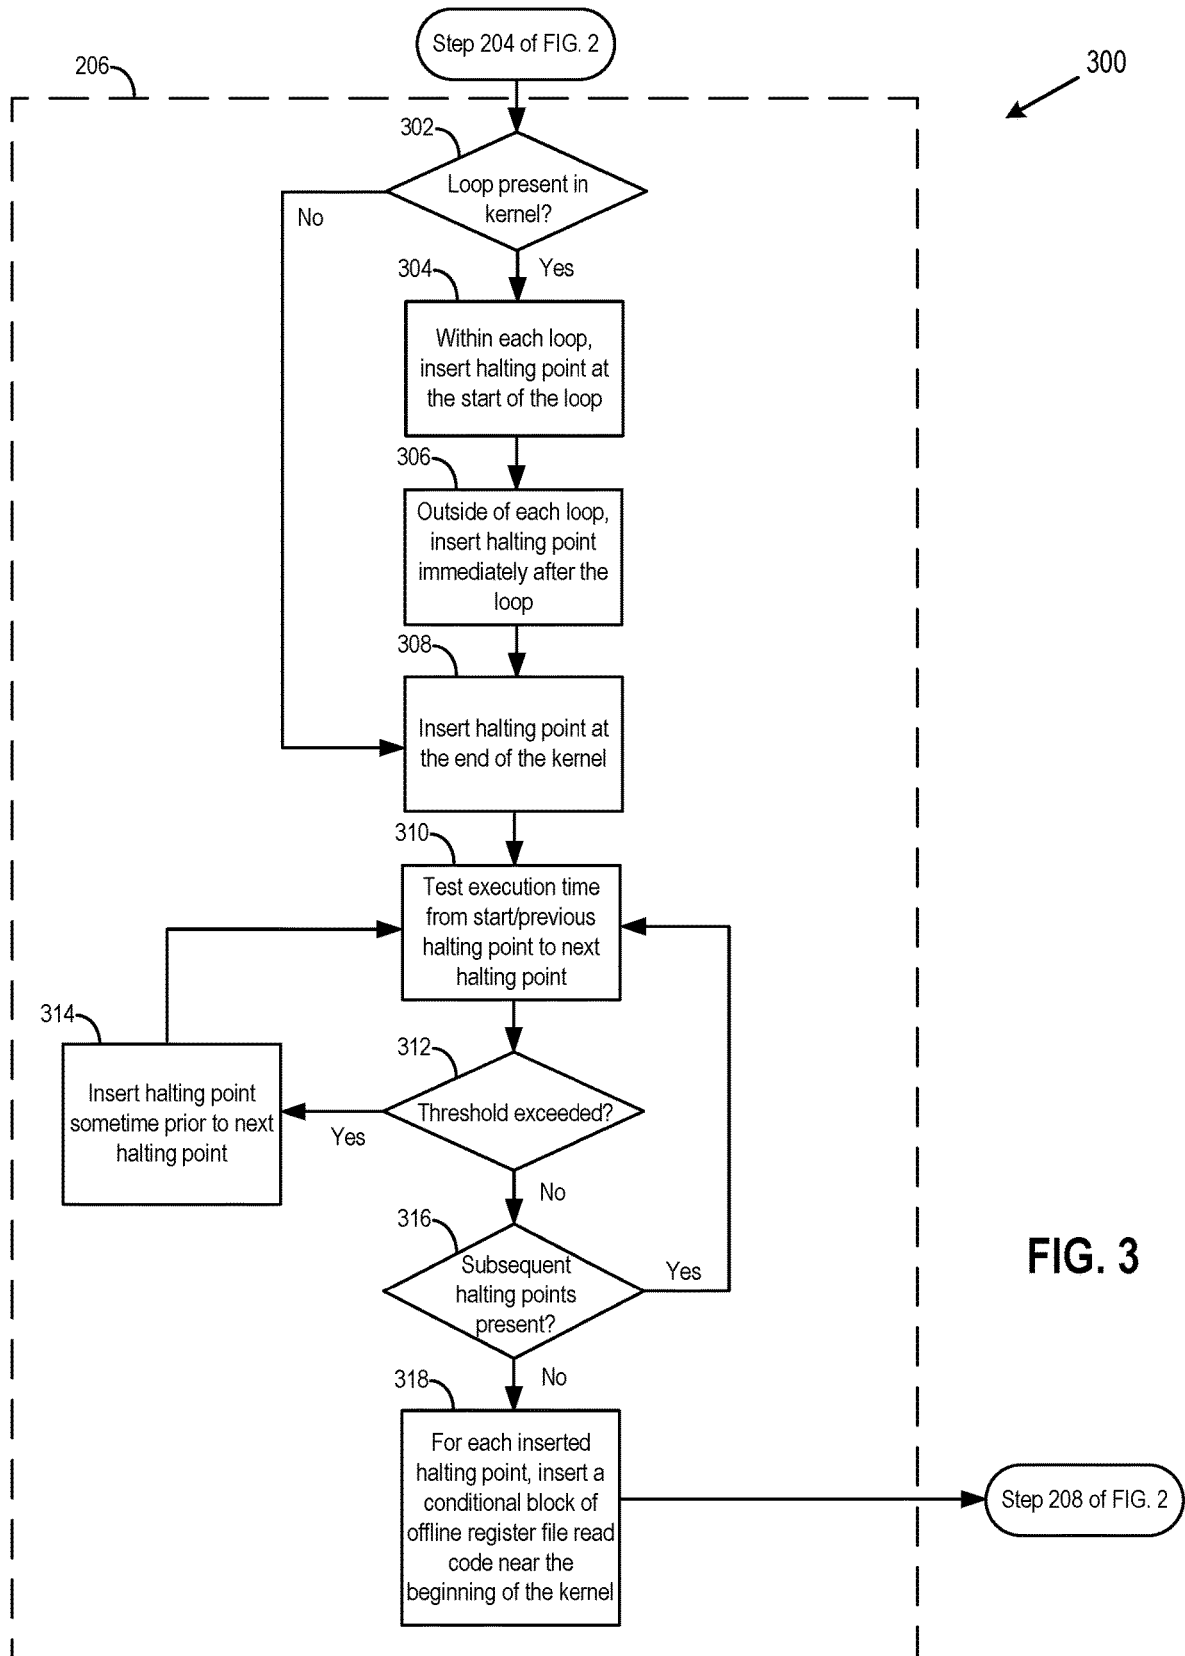 Step 204 of FIG. 2
206
300
302
Loop present in
kernel?
No
Yes
304
Within each loop,
insert halting point at
the start of the loop
306
Outside of each loop,
insert halting point
immediately after the
loop
308
Insert halting point at
the end of the kernel
310
Test execution time
from start/previous
halting point to next
halting point
314
312
Insert halting point
sometime prior to next
halting point
Threshold exceeded?
Yes
No
316
Subsequent
halting points
present?
Yes
FIG. 3
No
318
For each inserted
halting point, insert a
conditional block of
offline register file read
code near the
beginning of the kernel
Step 208 of FIG. 2